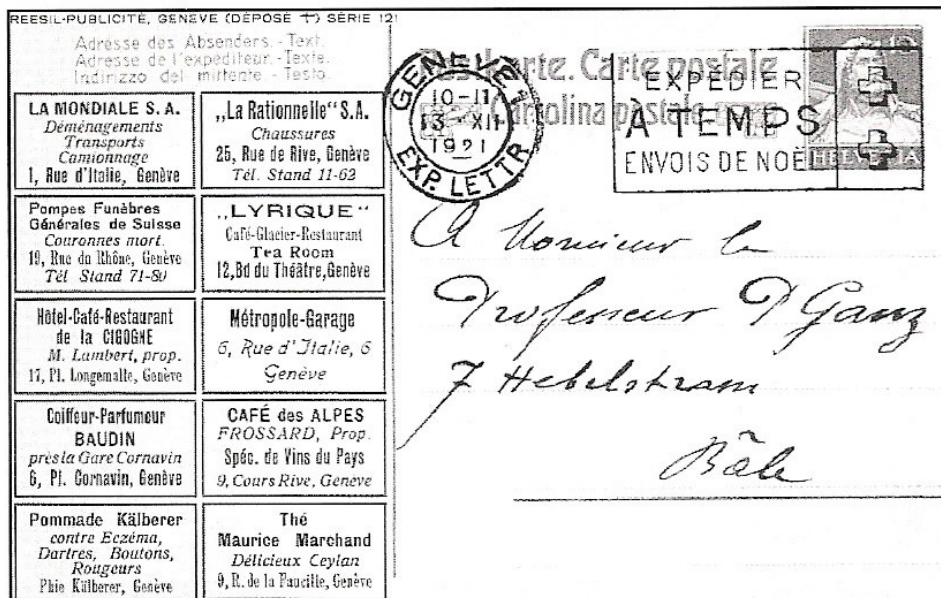 REESIL-PUBLICITÉ, GENÈVE (DÉPOSÉ +) SÉRIE 121
Adresse des Absenders. - Text.
Adresse de l'expéditeur. - Texte.
Indirizzo del mittente. - Testo.
LA MONDIALE S. A.
Déménagements
Transports
Camionnage
1, Rue d'Italie, Genève
„La Rationnelle" S.A.
Chaussures
25, Rue de Rive, Genève
Tél. Stand 11-62
Pompes Funèbres
Générales de Suisse
Couronnes mort.
19, Rue du Rhône, Genève
Tél Stand 71-80
„LYRIQUE"
Café-Glacier-Restaurant
Tea Room
12, Bd du Théâtre, Genève
Hôtel-Café-Restaurant
de la CIGOGNE
M. Lambert, prop.
17, Pl. Longemalle, Genève
Métropole-Garage
6, Rue d'Italie, 6
Genève
Coiffeur-Parfumeur
BAUDIN
près la Gare Cornavin
6, Pl. Cornavin, Genève
CAFÉ des ALPES
FROSSARD, Prop.
Spéc. de Vins du Pays
9, Cours Rive, Genève
Pommade Kälberer
contre Eczéma,
Dartres, Boutons,
Rougeurs
Phie Kälberer, Genève
Thé
Maurice Marchand
Délicieux Ceylan
9, R. de la Faucille, Genève
Postkarte. Carte postale
Cartolina postale
GENÈVE 1
10-11
13 - XII
1921
EXP. LETTR
EXPÉDIER
À TEMPS
ENVOIS DE NOË
HELVETIA
A Monsieur le
Professeur P Ganz
7 Hebelstrasse
Bâle